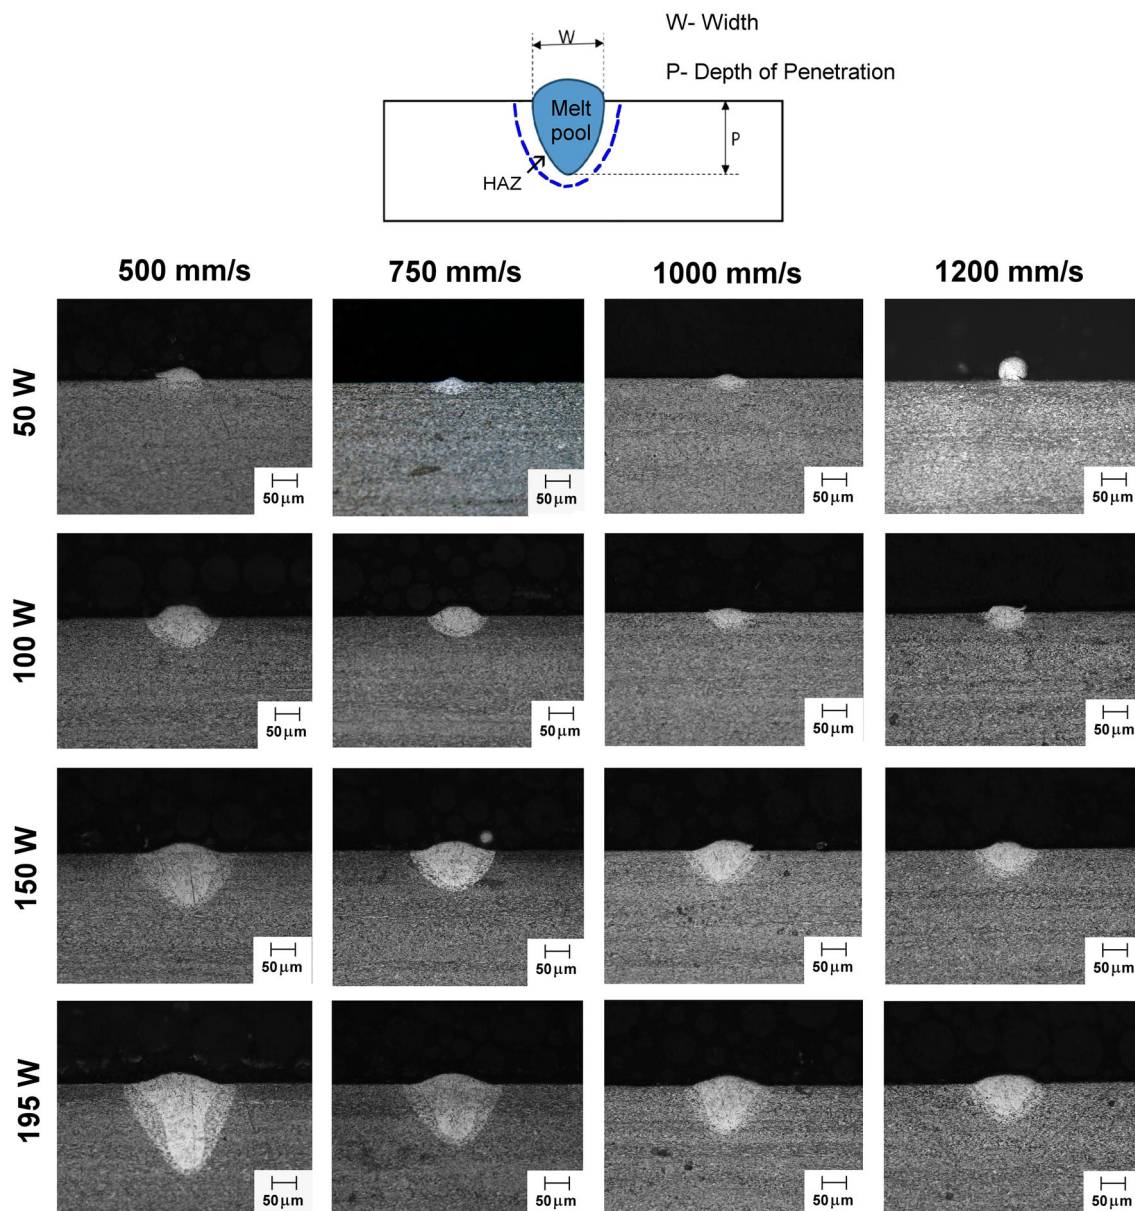 W- Width
W
P- Depth of Penetration
Melt
pool
P
HAZ
500 mm/s
750 mm/s
1000 mm/s
1200 mm/s
50 W
50 µm
50 µm
50 µm
50 µm
100 W
50 µm
50 µm
50 µm
50 µm
150 W
50 µm
50 µm
50 µm
50 µm
195 W
50 µm
50 µm
50 µm
50 µm